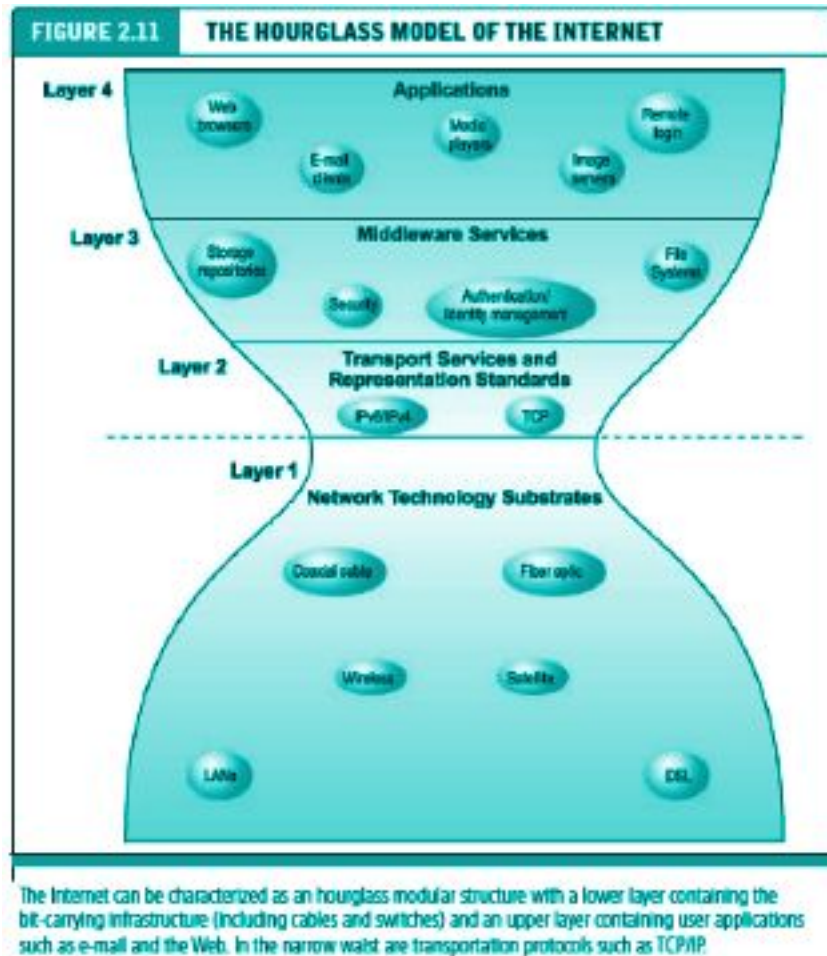 FIGURE 2.11
THE HOURGLASS MODEL OF THE INTERNET
Layer 4
Applications
Web
browsers
Media
players
Remote
login
E-mail
clients
Image
servers
Layer 3
Middleware Services
Storage
repositories
File
Systems
Security
Authentication/
Identity management
Layer 2
Transport Services and
Representation Standards
IPv6/IPv4
TCP
Layer 1
Network Technology Substrates
Coaxial cable
Fiber optic
Wireless
Satellite
LANs
DSL
The Internet can be characterized as an hourglass modular structure with a lower layer containing the
bit-carrying infrastructure (including cables and switches) and an upper layer containing user applications
such as e-mail and the Web. In the narrow waist are transportation protocols such as TCP/IP.